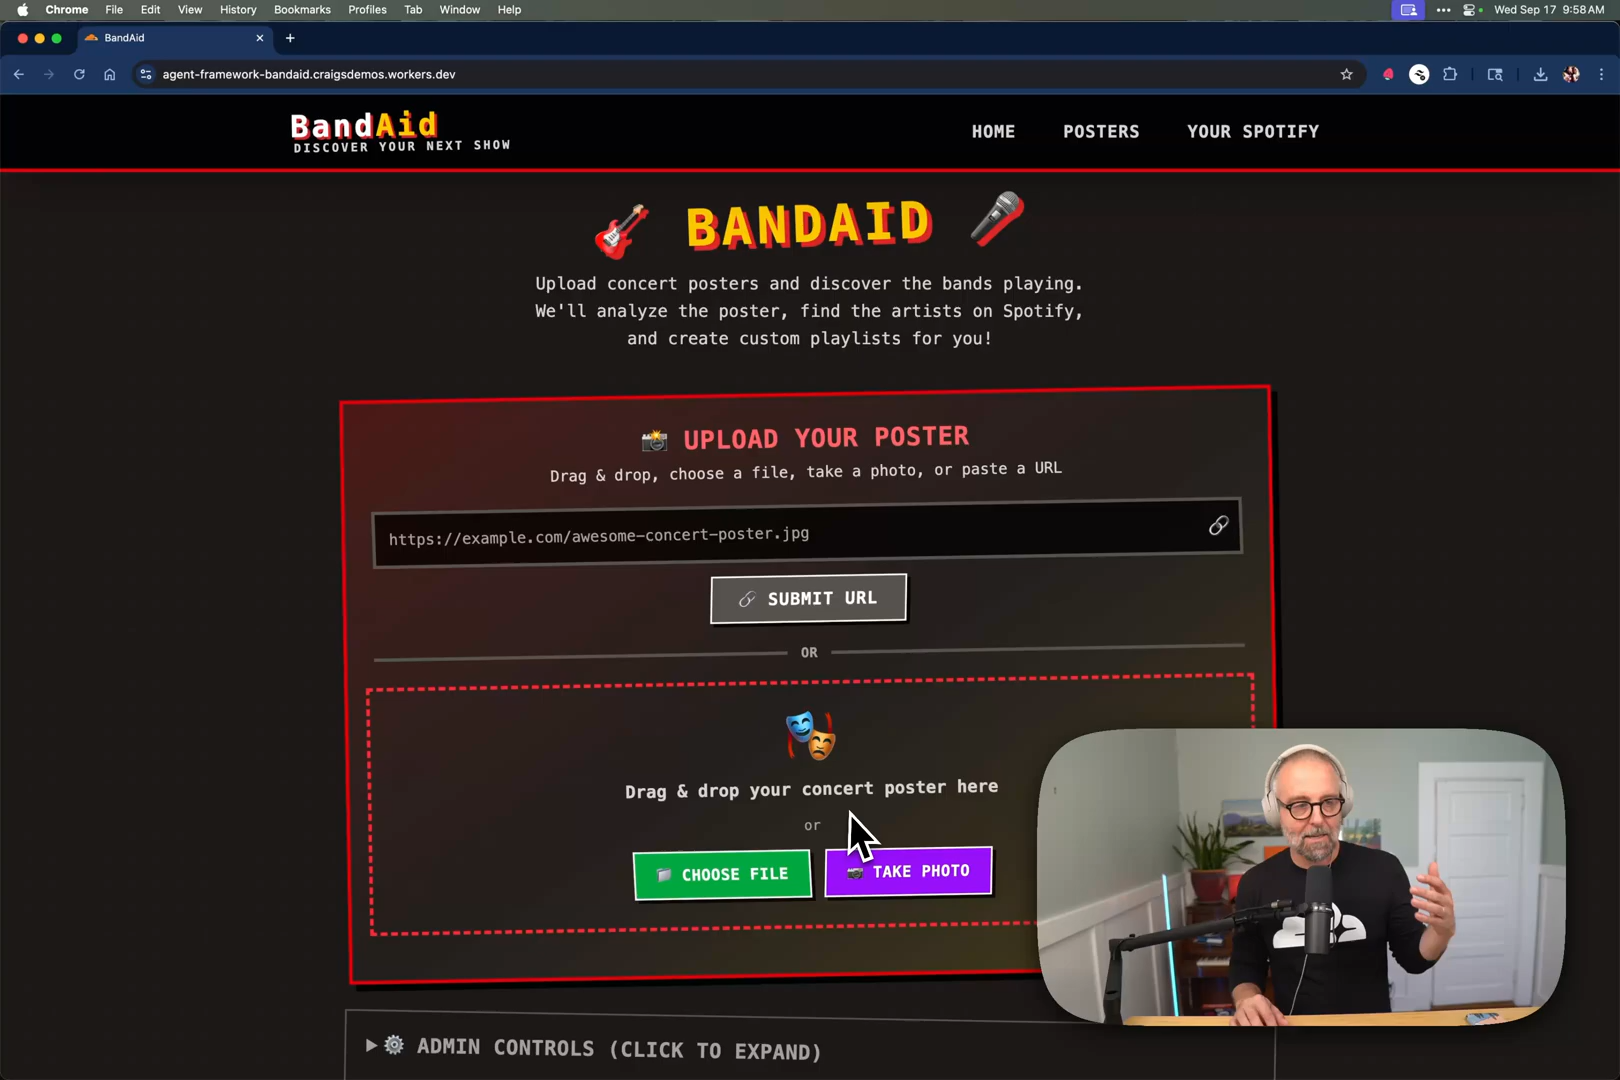 Chrome File Edit View History Bookmarks Profiles Tab Window Help Wed Sep 17 9:58 AM
BandAid
agent-framework-bandaid.craigsdemos.workers.dev
BandAid
DISCOVER YOUR NEXT SHOW
HOME POSTERS YOUR SPOTIFY
BANDAID
Upload concert posters and discover the bands playing.
We'll analyze the poster, find the artists on Spotify,
and create custom playlists for you!
UPLOAD YOUR POSTER
Drag & drop, choose a file, take a photo, or paste a URL
https://example.com/awesome-concert-poster.jpg
SUBMIT URL
OR
Drag & drop your concert poster here
or
CHOOSE FILE TAKE PHOTO
ADMIN CONTROLS (CLICK TO EXPAND)